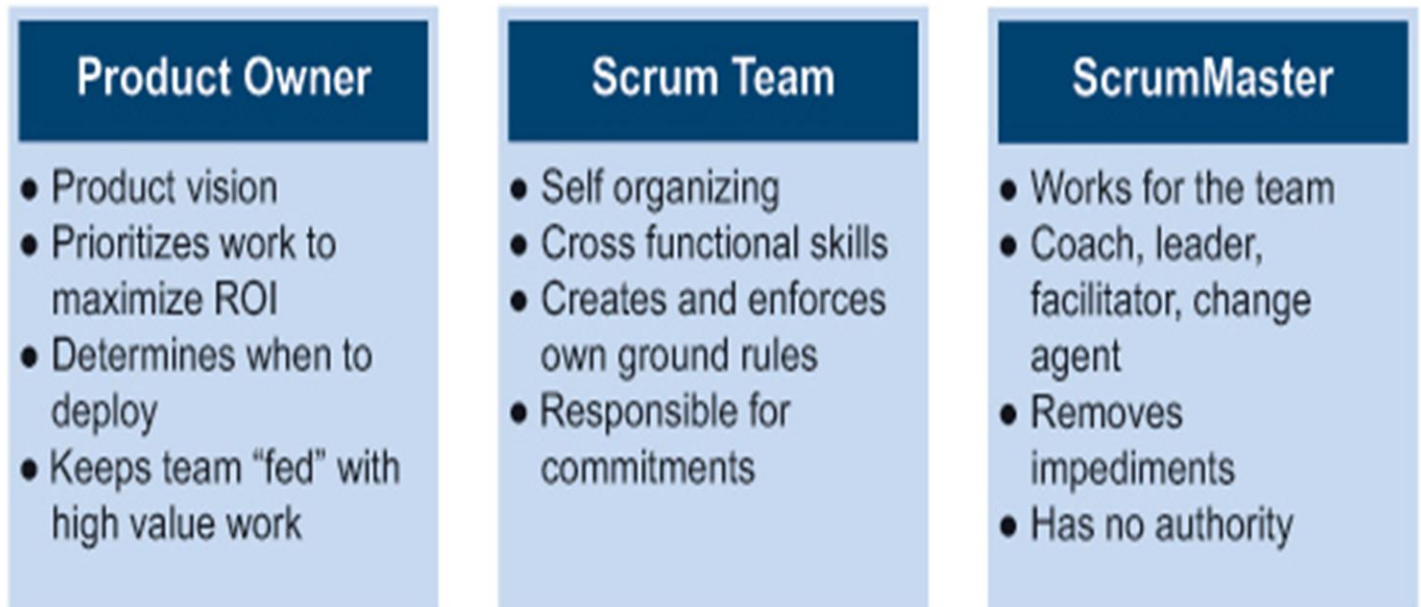 Product Owner
● Product vision
● Prioritizes work to
maximize ROI
● Determines when to
deploy
● Keeps team “fed” with
high value work
Scrum Team
● Self organizing
● Cross functional skills
● Creates and enforces
own ground rules
● Responsible for
commitments
ScrumMaster
● Works for the team
● Coach, leader,
facilitator, change
agent
● Removes
impediments
● Has no authority